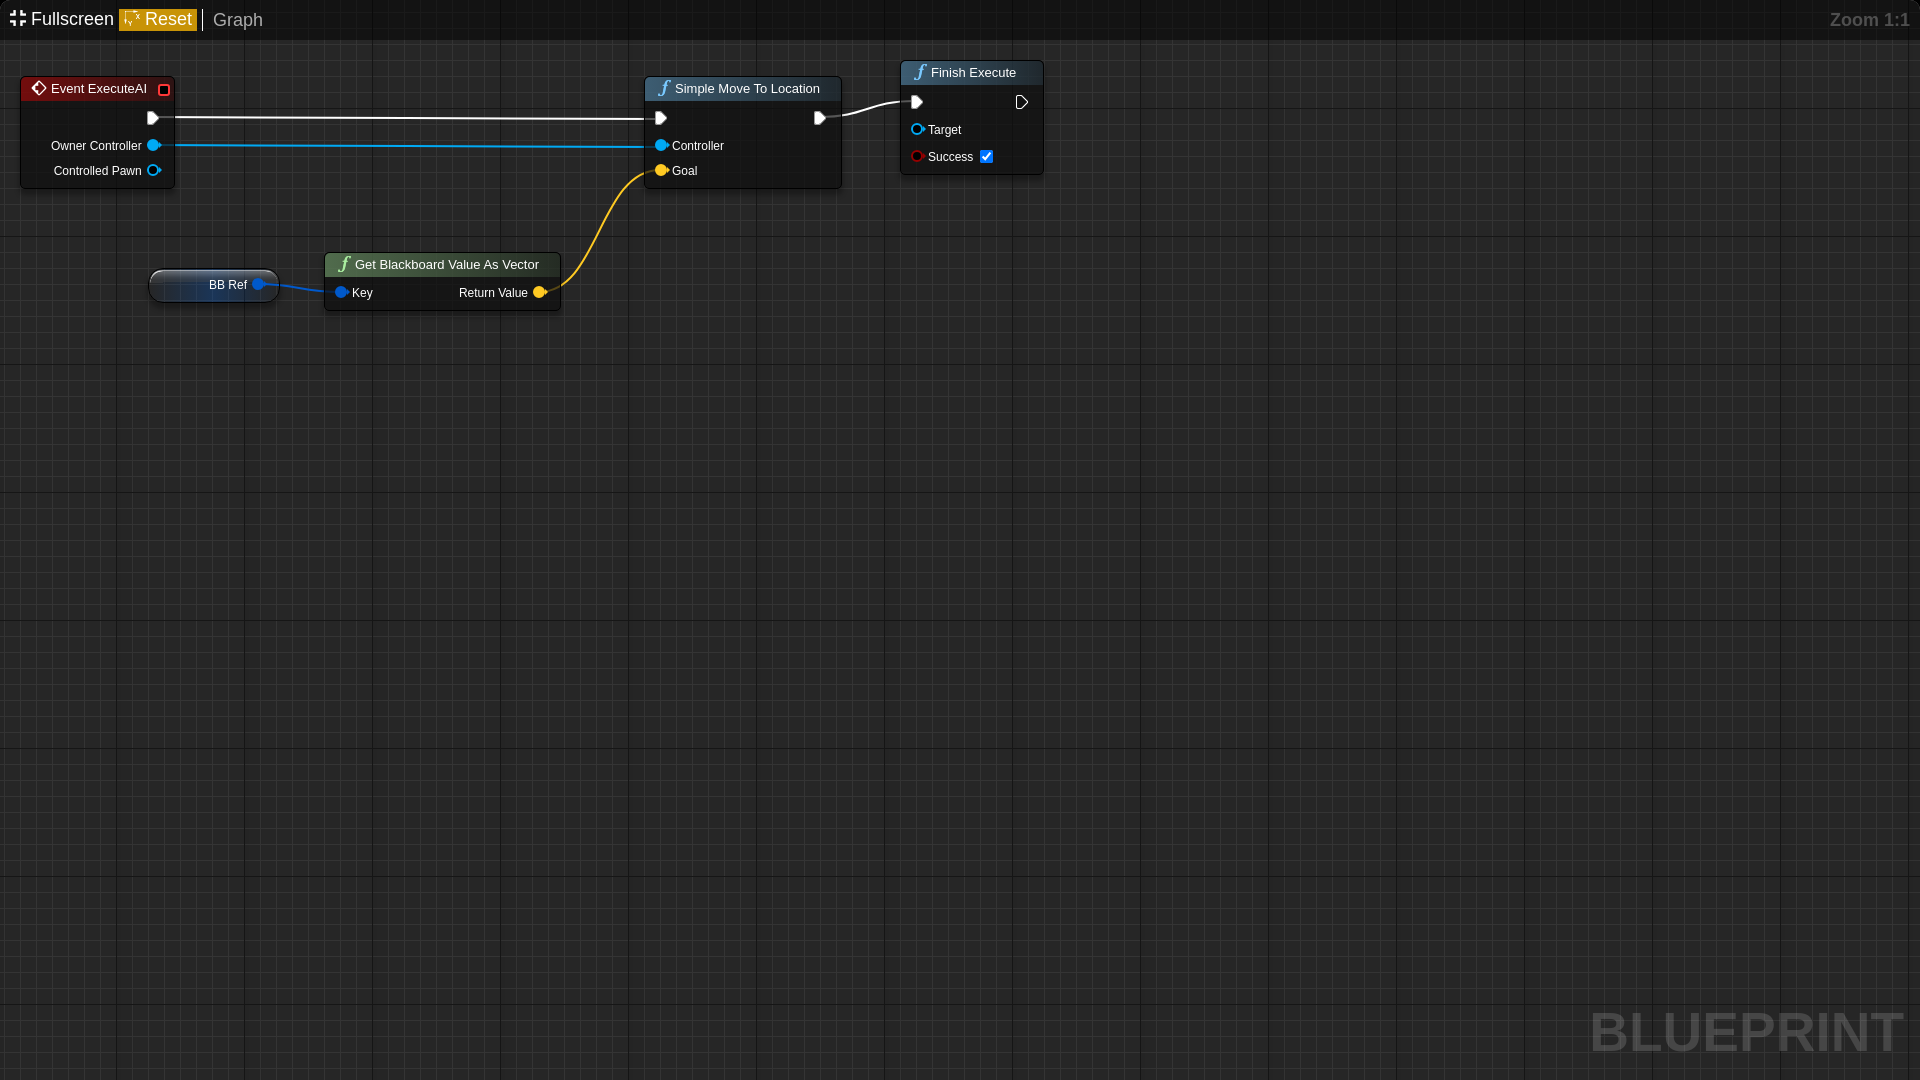 Fullscreen Reset Graph Zoom 1:1
Event ExecuteAI
Owner Controller
Controlled Pawn
Simple Move To Location
Controller
Goal
Finish Execute
Target
Success
BB Ref
Get Blackboard Value As Vector
Key Return Value
BLUEPRINT